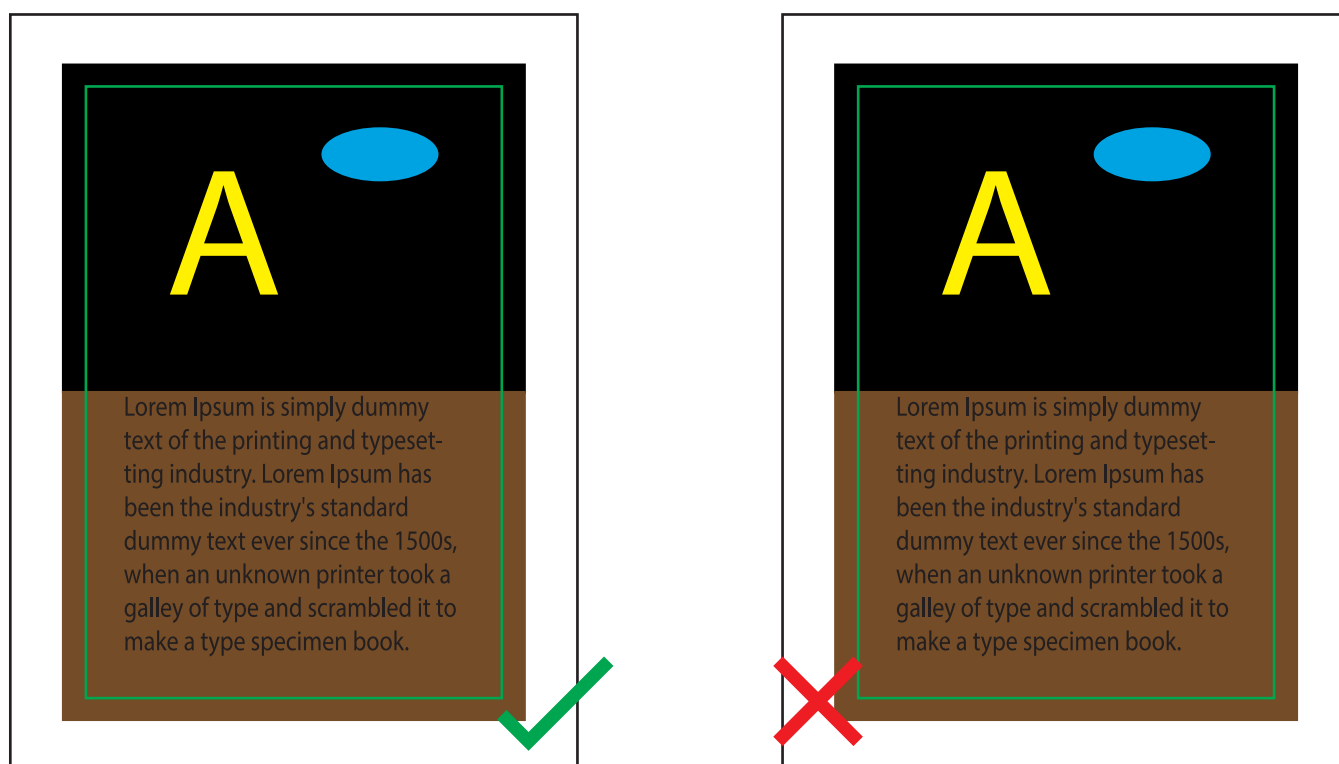 A
Lorem Ipsum is simply dummy
text of the printing and typeset-
ting industry. Lorem Ipsum has
been the industry's standard
dummy text ever since the 1500s,
when an unknown printer took a
galley of type and scrambled it to
make a type specimen book.
A
Lorem Ipsum is simply dummy
text of the printing and typeset-
ting industry. Lorem Ipsum has
been the industry's standard
dummy text ever since the 1500s,
when an unknown printer took a
galley of type and scrambled it to
make a type specimen book.